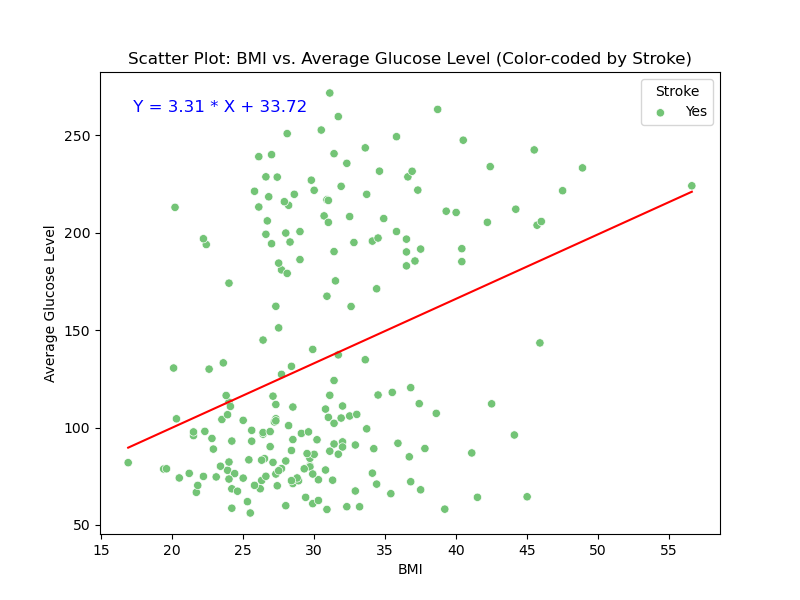 Scatter Plot: BMI vs. Average Glucose Level (Color-coded by Stroke)
Y = 3.31 * X + 33.72
Stroke
Yes
Average Glucose Level
250
200
150
100
50
15 20 25 30 35 40 45 50 55
BMI